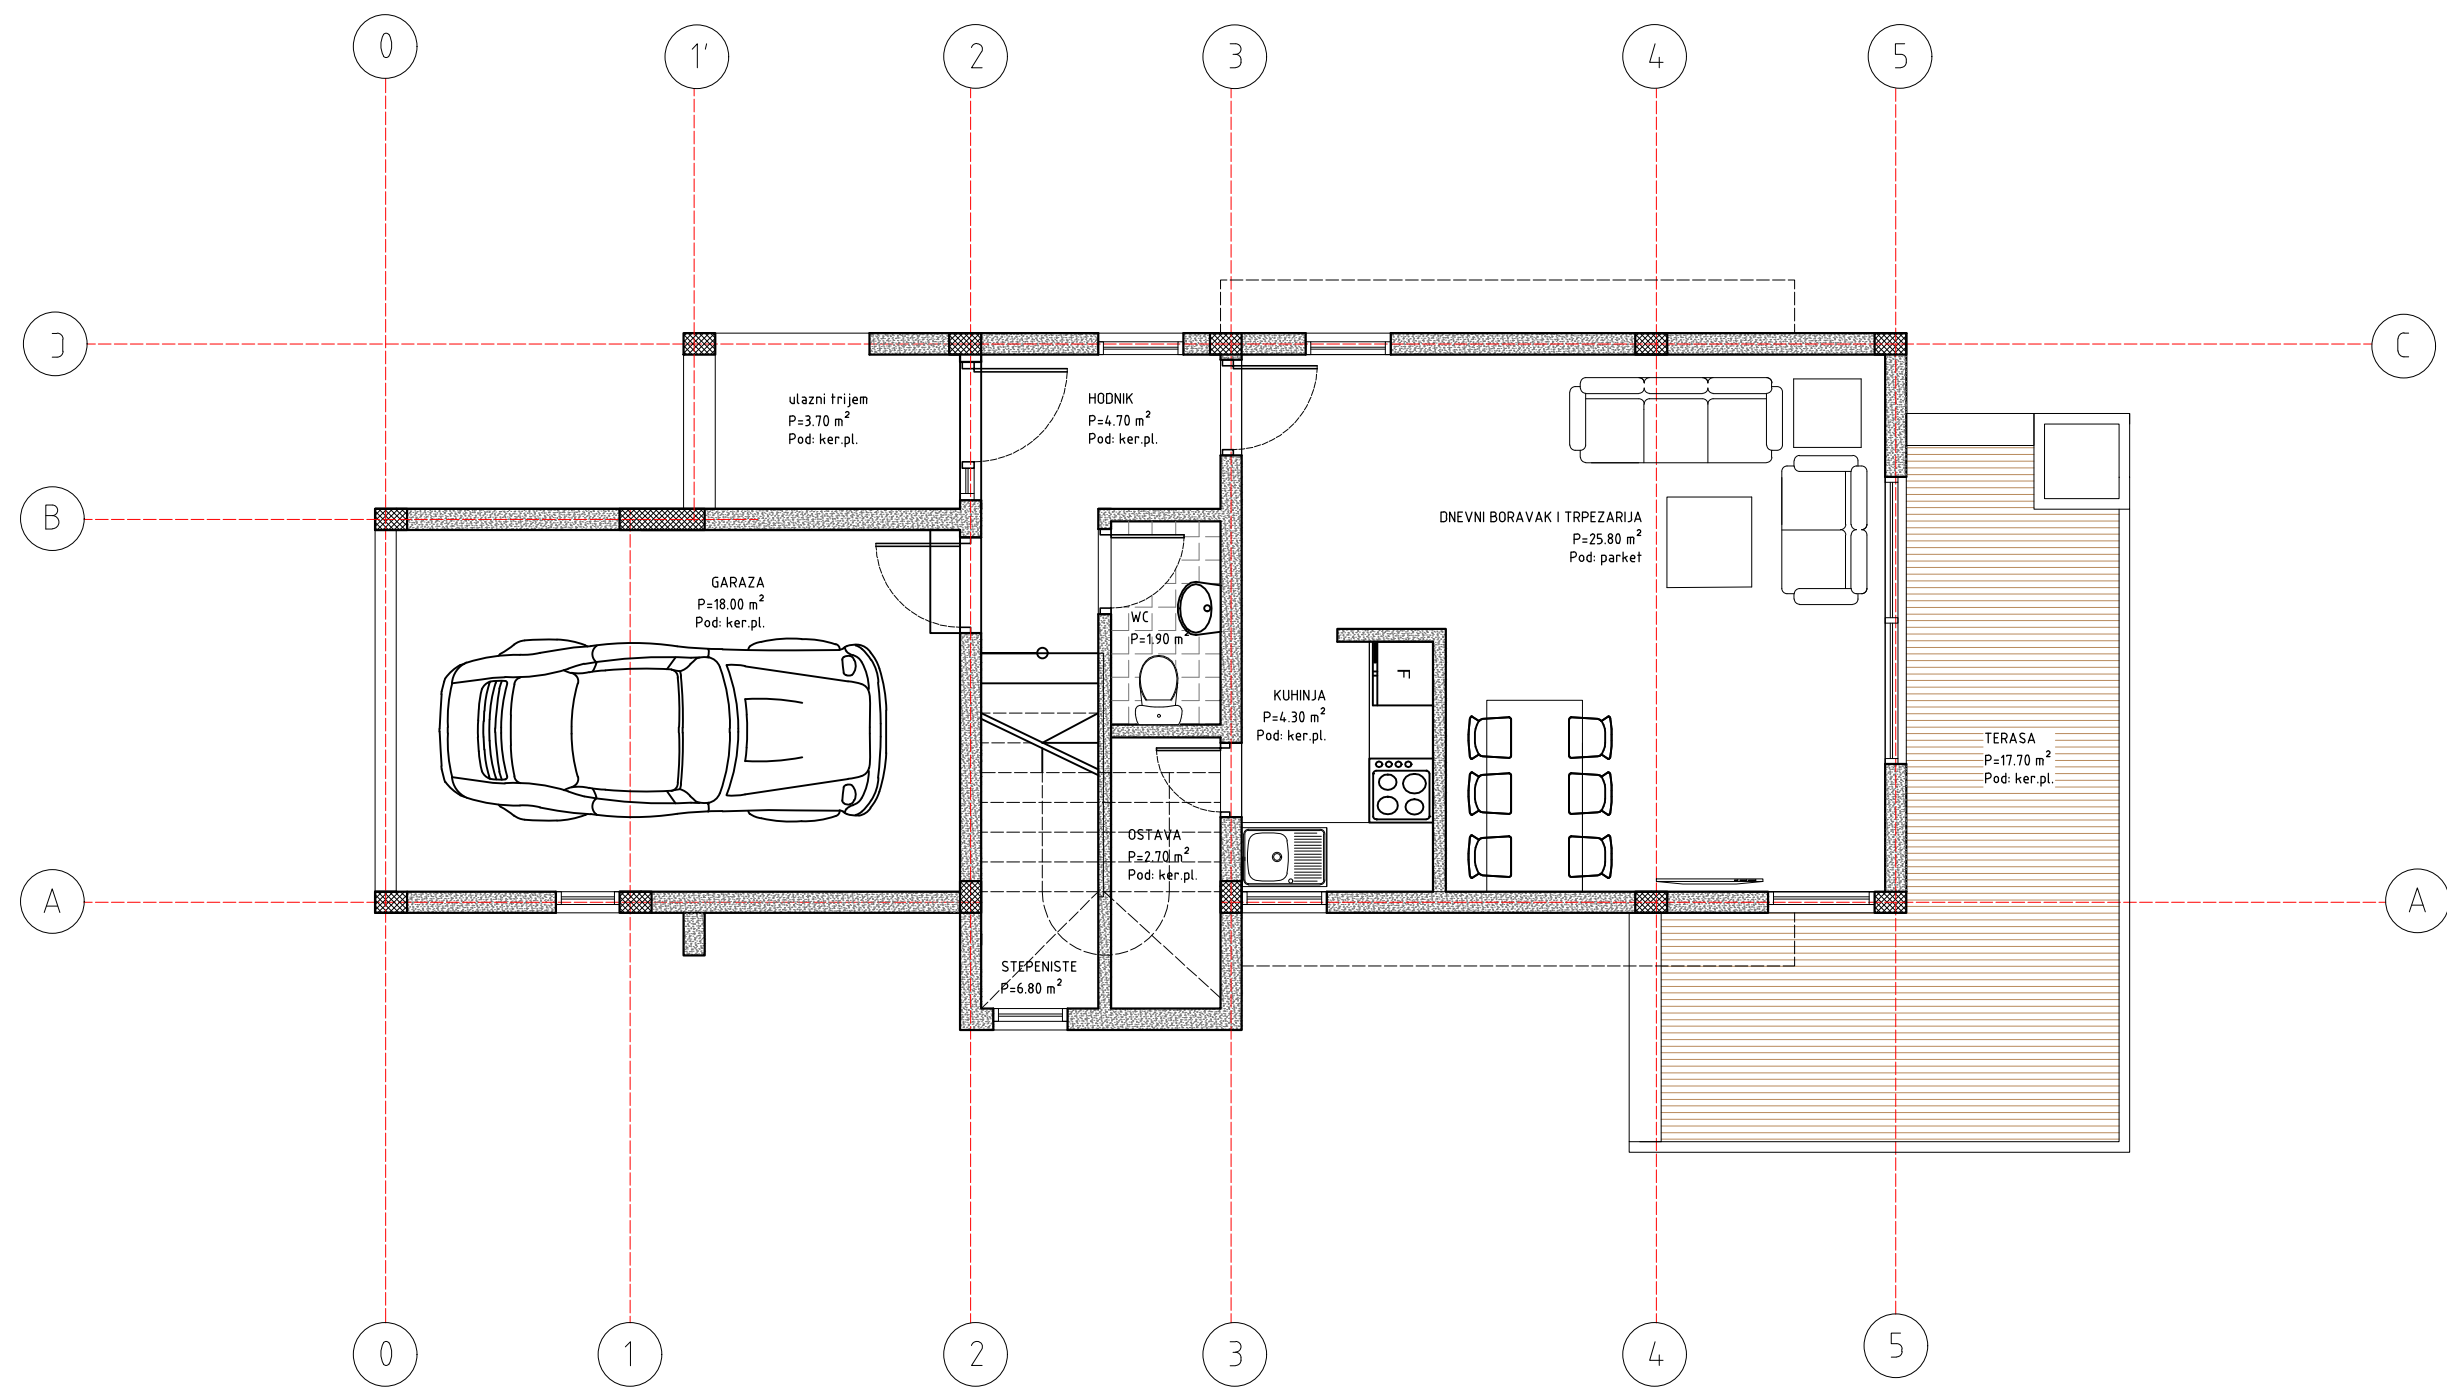 0
1'
2
3
4
5
C
C
B
A
A
ulazni trijem
P=3.70 m²
Pod: ker.pl.
HODNIK
P=4.70 m²
Pod: ker.pl.
DNEVNI BORAVAK I TRPEZARIJA
P=25.80 m²
Pod: parket
GARAZA
P=18.00 m²
Pod: ker.pl.
WC
P=1.90 m²
F
KUHINJA
P=4.30 m²
Pod: ker.pl.
TERASA
P=17.70 m²
Pod: ker.pl.
OSTAVA
P=2.70 m²
Pod: ker.pl.
STEPENISTE
P=6.80 m²
0
1
2
3
4
5